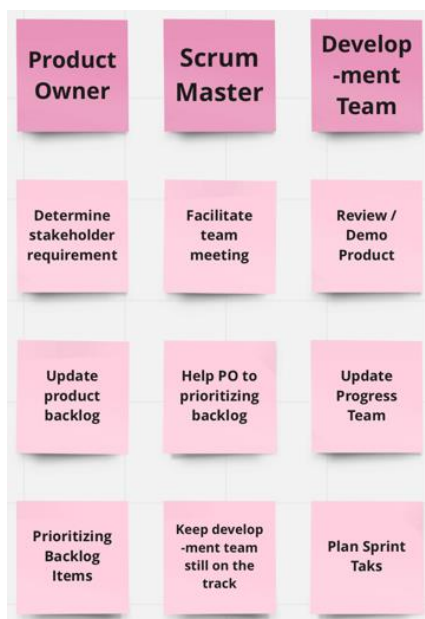 Product
Owner
Scrum
Master
Develop
-ment
Team
Determine
stakeholder
requirement
Facilitate
team
meeting
Review /
Demo
Product
Update
product
backlog
Help PO to
prioritizing
backlog
Update
Progress
Team
Prioritizing
Backlog
Items
Keep develop
-ment team
still on the
track
Plan Sprint
Taks